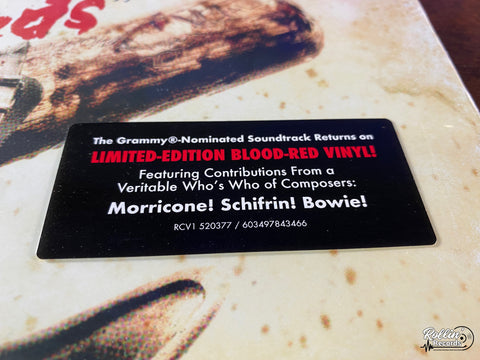 sp
The Grammy®-Nominated Soundtrack Returns on
LIMITED-EDITION BLOOD-RED VINYL!
Featuring Contributions From a
Veritable Who's Who of Composers:
Morricone! Schifrin! Bowie!
RCV1 520377 / 603497843466
Rollin'
Records